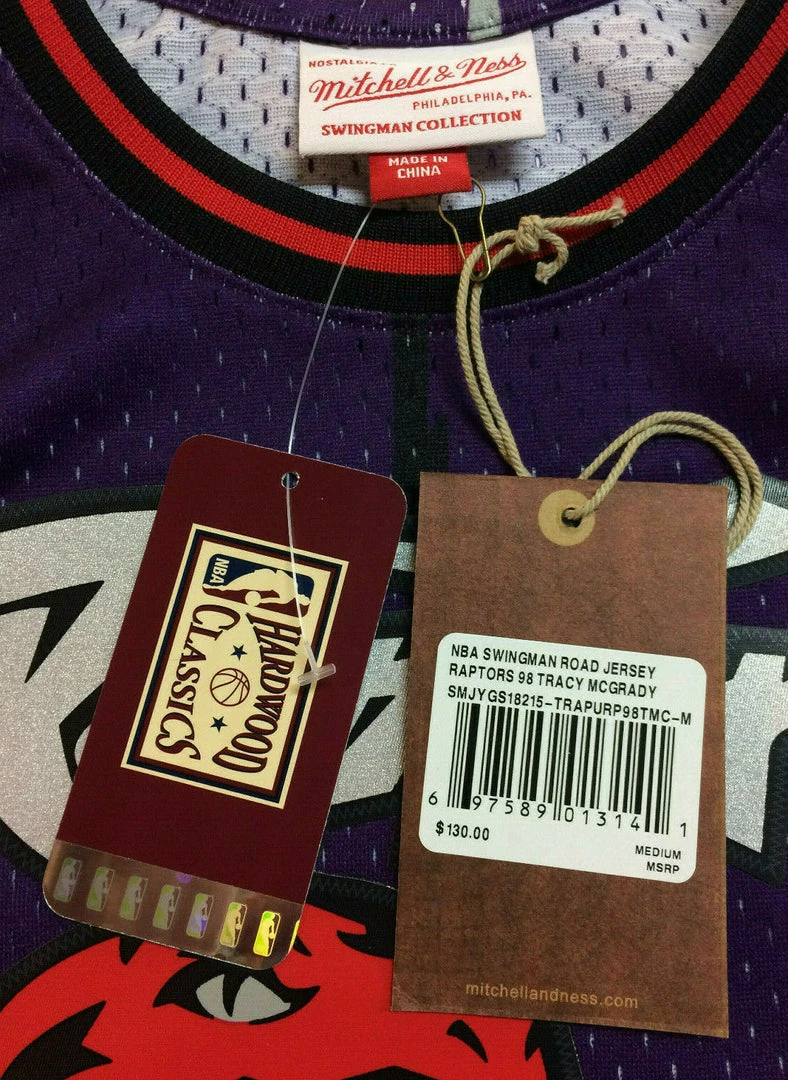 NOSTALGIA
Mitchell & Ness
PHILADELPHIA, PA.
SWINGMAN COLLECTION
MADE IN
CHINA
NBA
HARDWOOD
CLASSICS
NBA SWINGMAN ROAD JERSEY
RAPTORS 98 TRACY MCGRADY
SMJYGS18215-TRAPURP98TMC-M
6 97589 01314 1
$130.00
MEDIUM
MSRP
mitchellandness.com